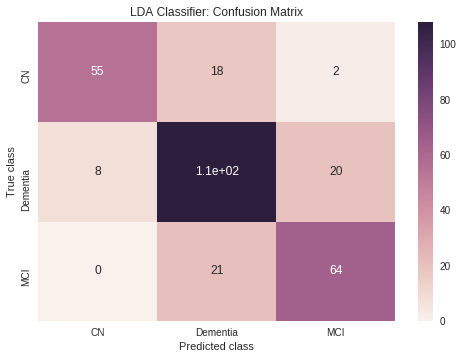 LDA Classifier: Confusion Matrix
CN
55
18
2
Dementia
8
1.1e+02
20
MCI
0
21
64
True class
CN
Dementia
MCI
Predicted class
100
80
60
40
20
0